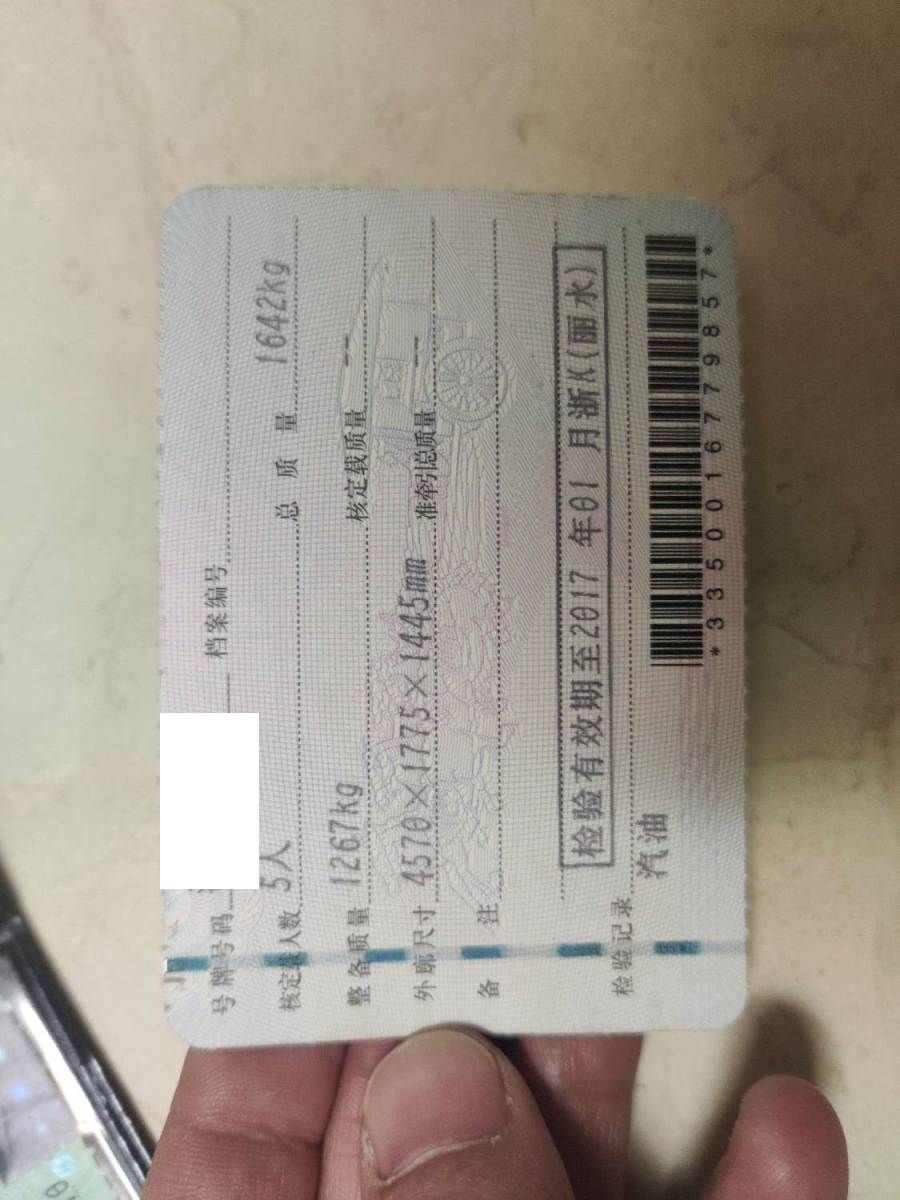 号牌号码 档案编号
核定载人数 5人 总质量 1642kg
整备质量 1267kg 核定载质量 --
外廓尺寸 4570×1775×1445mm 准牵引总质量 --
备注
检验有效期至2017年01月浙K(丽水)
检验记录
汽油
*3350016779857*